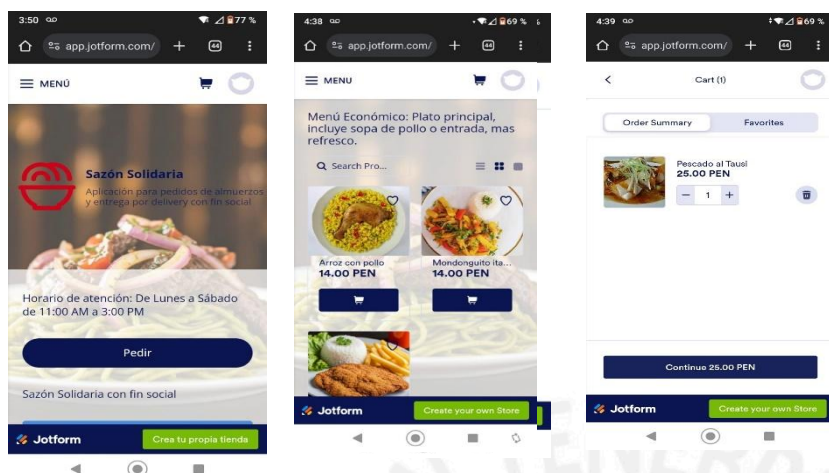 3:50
77 %
app.jotform.com/
44
MENÚ
Sazón Solidaria
Aplicación para pedidos de almuerzos
y entrega por delivery con fin social
Horario de atención: De Lunes a Sábado
de 11:00 AM a 3:00 PM
Pedir
Sazón Solidaria con fin social
Jotform
Crea tu propia tienda
4:38
69 %
app.jotform.com/
44
MENU
Menú Económico: Plato principal,
incluye sopa de pollo o entrada, mas
refresco.
Search Pro...
Arroz con pollo
14.00 PEN
Mondonguito ita...
14.00 PEN
Jotform
Create your own Store
4:39
69 %
app.jotform.com/
44
Cart (1)
Order Summary
Favorites
Pescado al Tausi
25.00 PEN
− 1 +
Continue 25.00 PEN
Jotform
Create your own Store